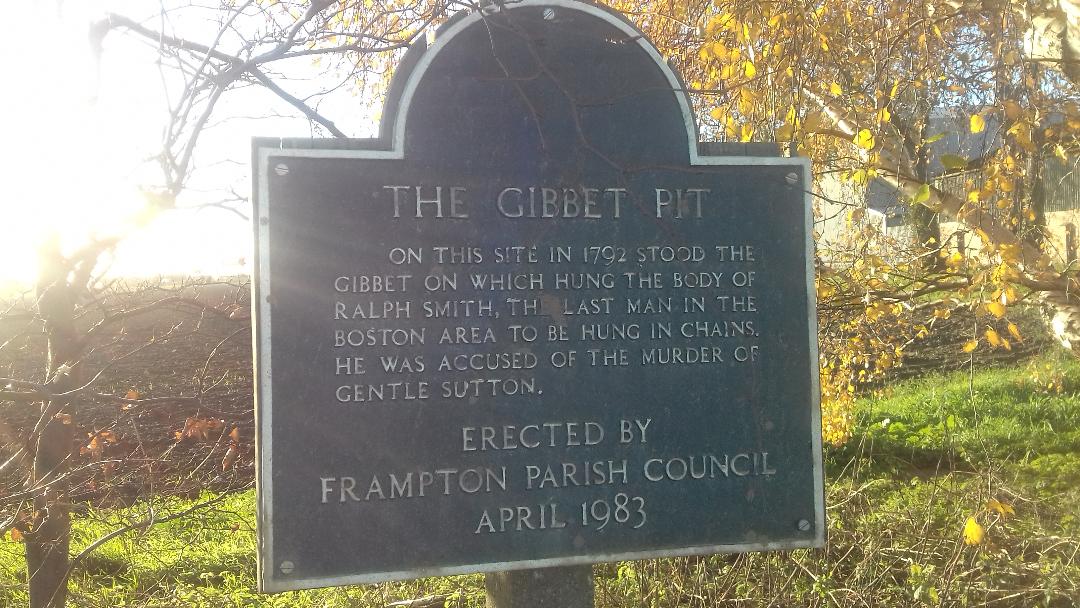 THE GIBBET PIT
ON THIS SITE IN 1792 STOOD THE
GIBBET ON WHICH HUNG THE BODY OF
RALPH SMITH, THE LAST MAN IN THE
BOSTON AREA TO BE HUNG IN CHAINS.
HE WAS ACCUSED OF THE MURDER OF
GENTLE SUTTON.
ERECTED BY
FRAMPTON PARISH COUNCIL
APRIL 1983